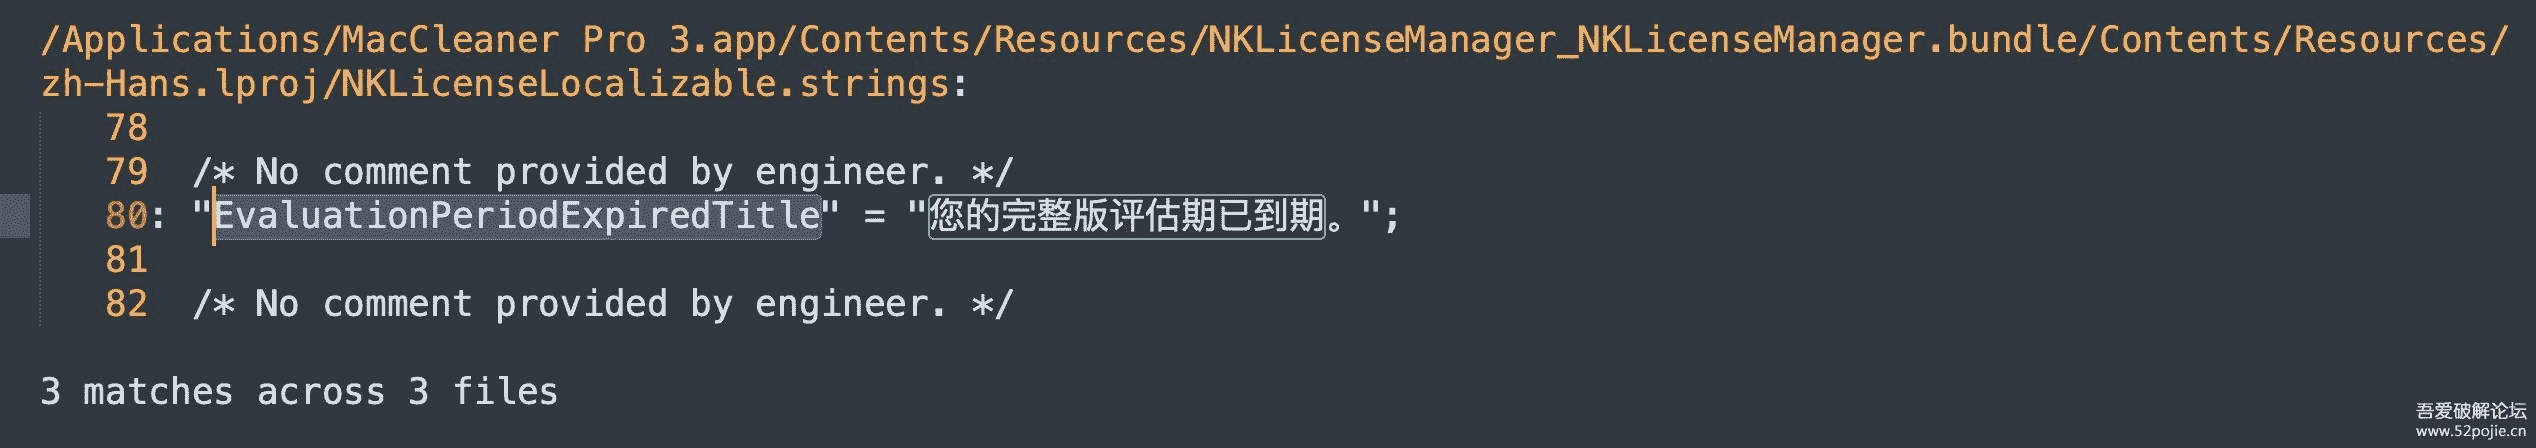 /Applications/MacCleaner Pro 3.app/Contents/Resources/NKLicenseManager_NKLicenseManager.bundle/Contents/Resources/
zh-Hans.lproj/NKLicenseLocalizable.strings:
78
79 /* No comment provided by engineer. */
80: "EvaluationPeriodExpiredTitle" = "您的完整版评估期已到期。";
81
82 /* No comment provided by engineer. */
3 matches across 3 files
吾爱破解论坛
www.52pojie.cn